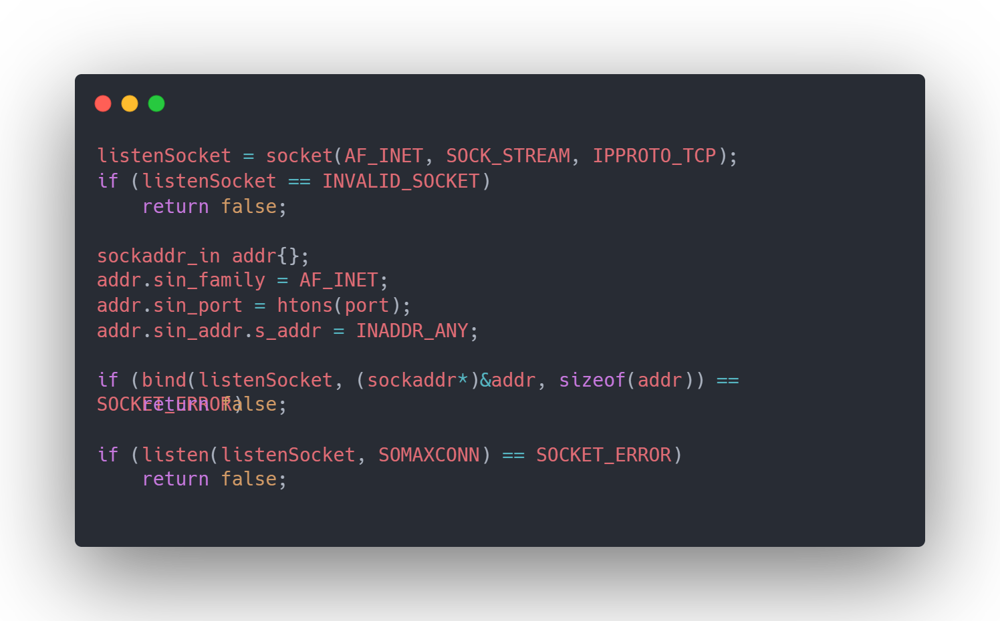 listenSocket = socket(AF_INET, SOCK_STREAM, IPPROTO_TCP);
if (listenSocket == INVALID_SOCKET)
    return false;

sockaddr_in addr{};
addr.sin_family = AF_INET;
addr.sin_port = htons(port);
addr.sin_addr.s_addr = INADDR_ANY;

if (bind(listenSocket, (sockaddr*)&addr, sizeof(addr)) ==
SOCKET_ERROR)
    return false;

if (listen(listenSocket, SOMAXCONN) == SOCKET_ERROR)
    return false;